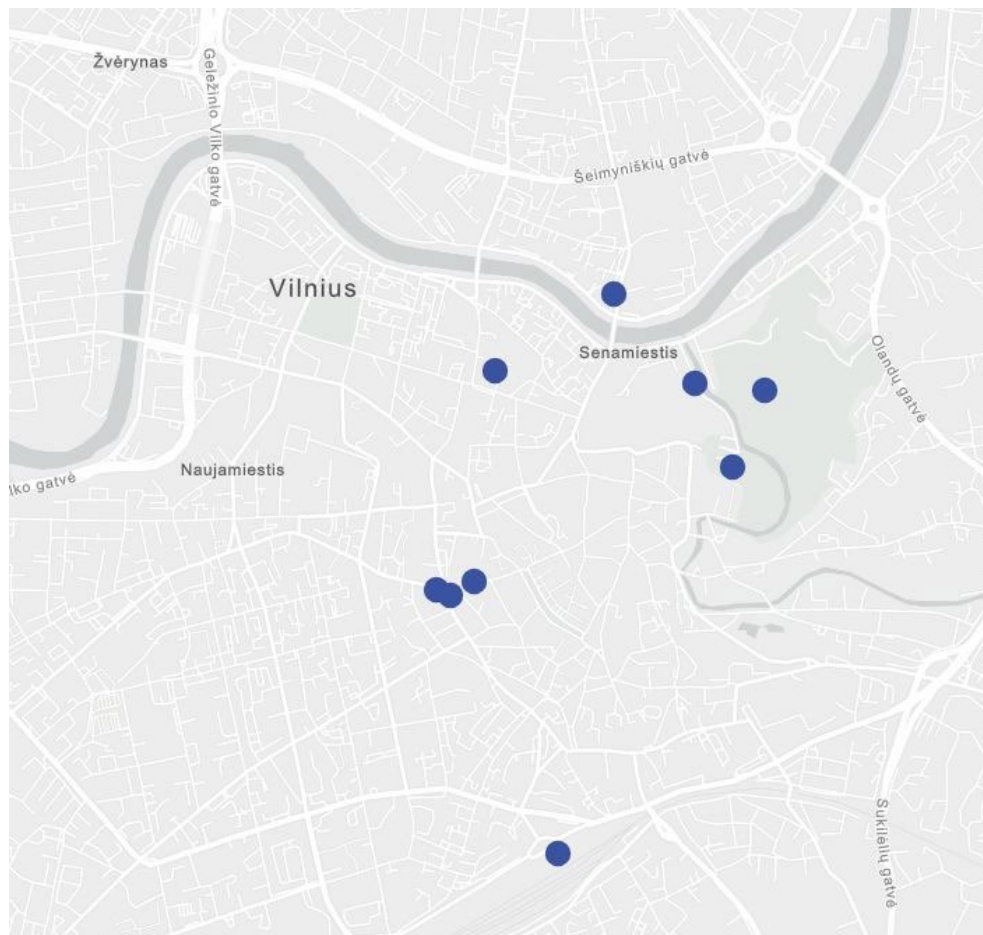 Žvėrynas
Geležinio Vilko gatvė
Šeimyniškių gatvė
Vilnius
Senamiestis
Olandų gatvė
Naujamiestis
lko gatvė
Sukilėlių gatvė